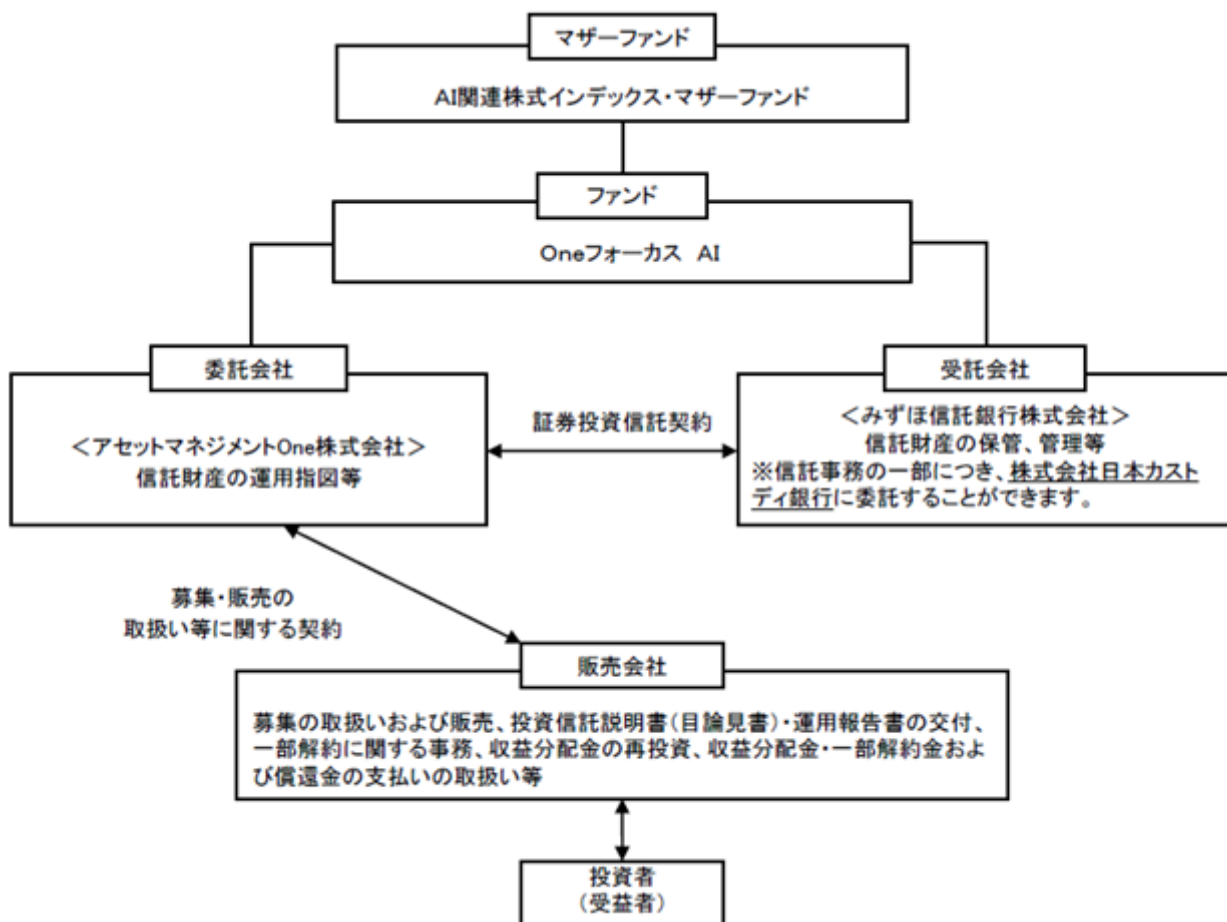 マザーファンド
AI関連株式インデックス・マザーファンド
ファンド
Oneフォーカス AI
委託会社
<アセットマネジメントOne株式会社>
信託財産の運用指図等
証券投資信託契約
受託会社
<みずほ信託銀行株式会社>
信託財産の保管、管理等
※信託事務の一部につき、株式会社日本カスト
ディ銀行に委託することができます。
募集・販売の
取扱い等に関する契約
販売会社
募集の取扱いおよび販売、投資信託説明書(目論見書)・運用報告書の交付、
一部解約に関する事務、収益分配金の再投資、収益分配金・一部解約金およ
び償還金の支払いの取扱い等
投資者
(受益者)